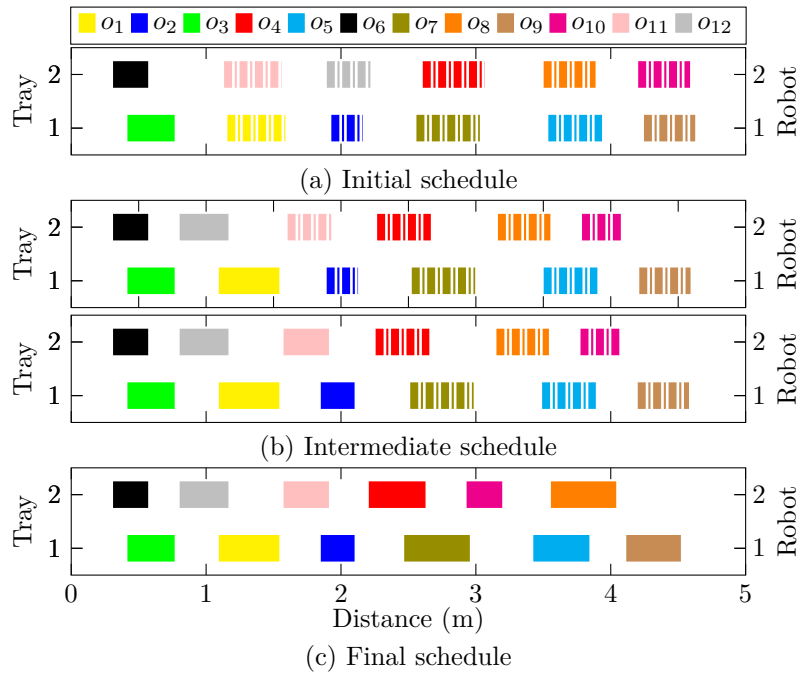 o1 o2 o3 o4 o5 o6 o7 o8 o9 o10 o11 o12
Tray
2
1
2
1
Robot
(a) Initial schedule
Tray
2
1
2
1
Robot
Tray
2
1
2
1
Robot
(b) Intermediate schedule
Tray
2
1
2
1
Robot
0 1 2 3 4 5
Distance (m)
(c) Final schedule